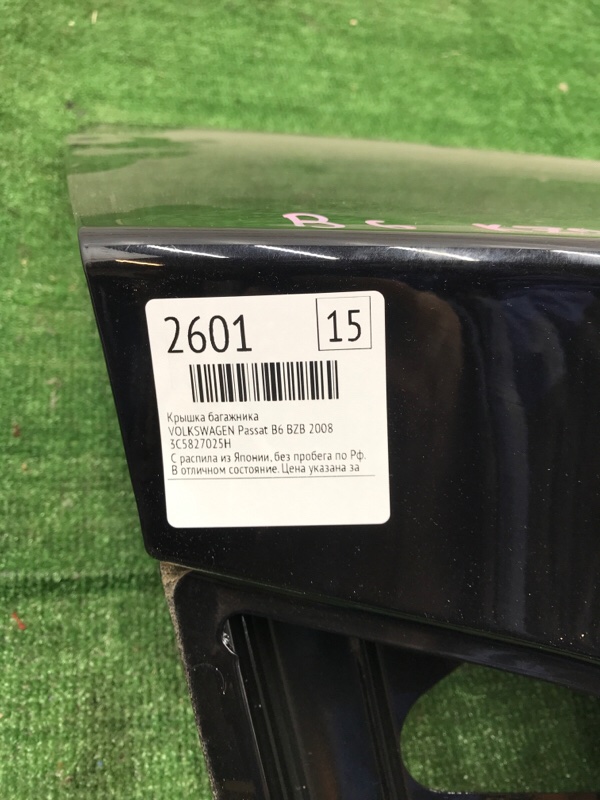 B6
2601
15
Крышка багажника
VOLKSWAGEN Passat B6 BZB 2008
3C5827025H
С распила из Японии, без пробега по Рф.
В отличном состояние. Цена указана за